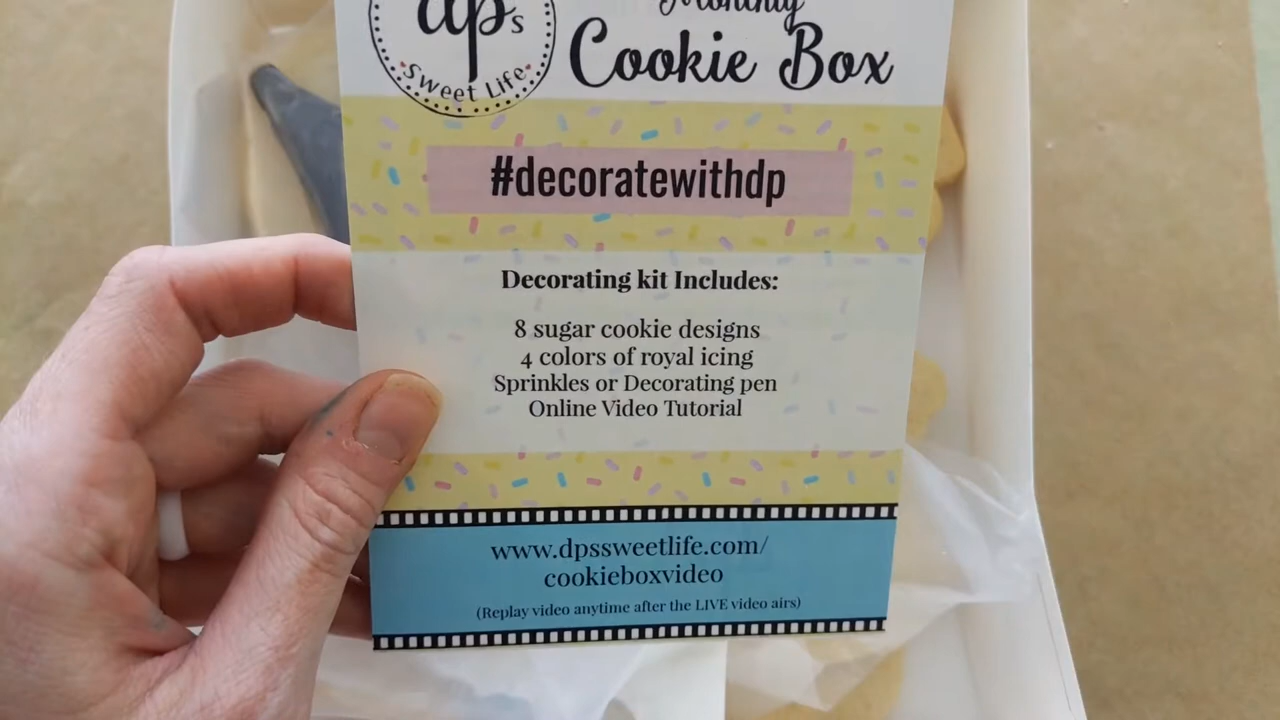 dp's
Sweet Life
Monthly
Cookie Box
#decoratewithdp
Decorating kit Includes:
8 sugar cookie designs
4 colors of royal icing
Sprinkles or Decorating pen
Online Video Tutorial
www.dpssweetlife.com/
cookieboxvideo
(Replay video anytime after the LIVE video airs)